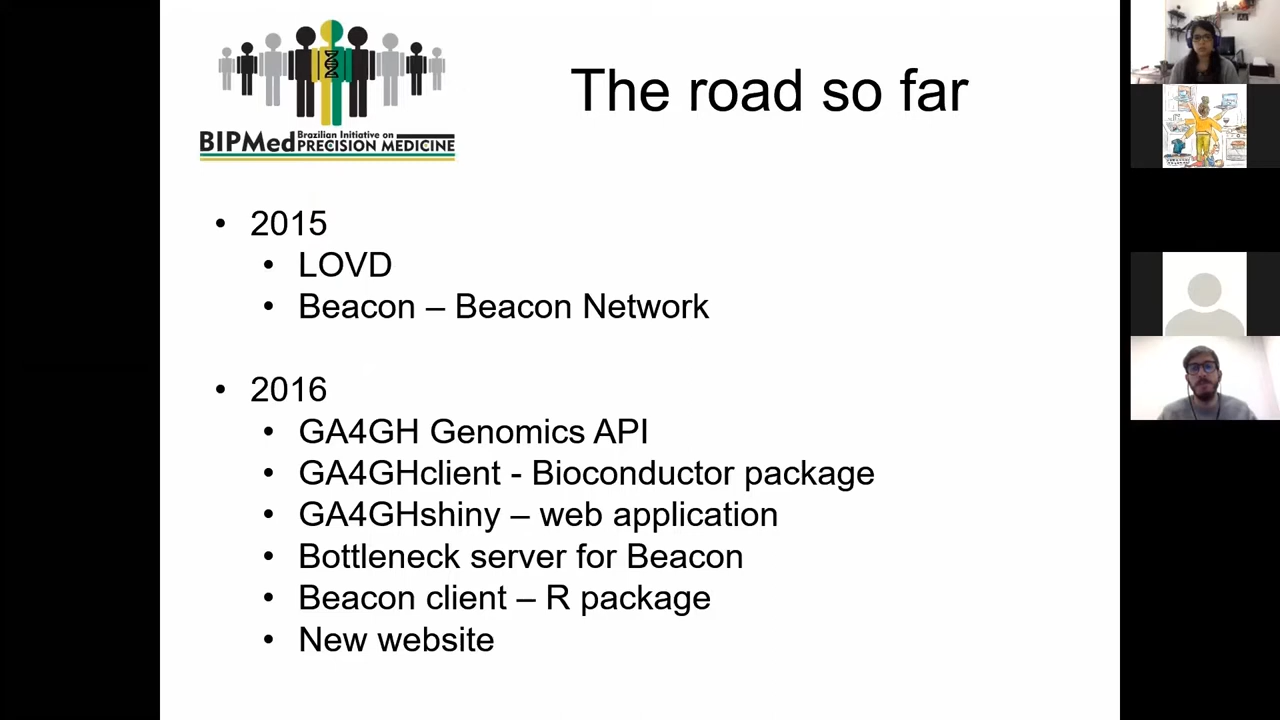 BIPMed Brazilian Initiative on
PRECISION MEDICINE
The road so far
• 2015
• LOVD
• Beacon – Beacon Network
• 2016
• GA4GH Genomics API
• GA4GHclient - Bioconductor package
• GA4GHshiny – web application
• Bottleneck server for Beacon
• Beacon client – R package
• New website